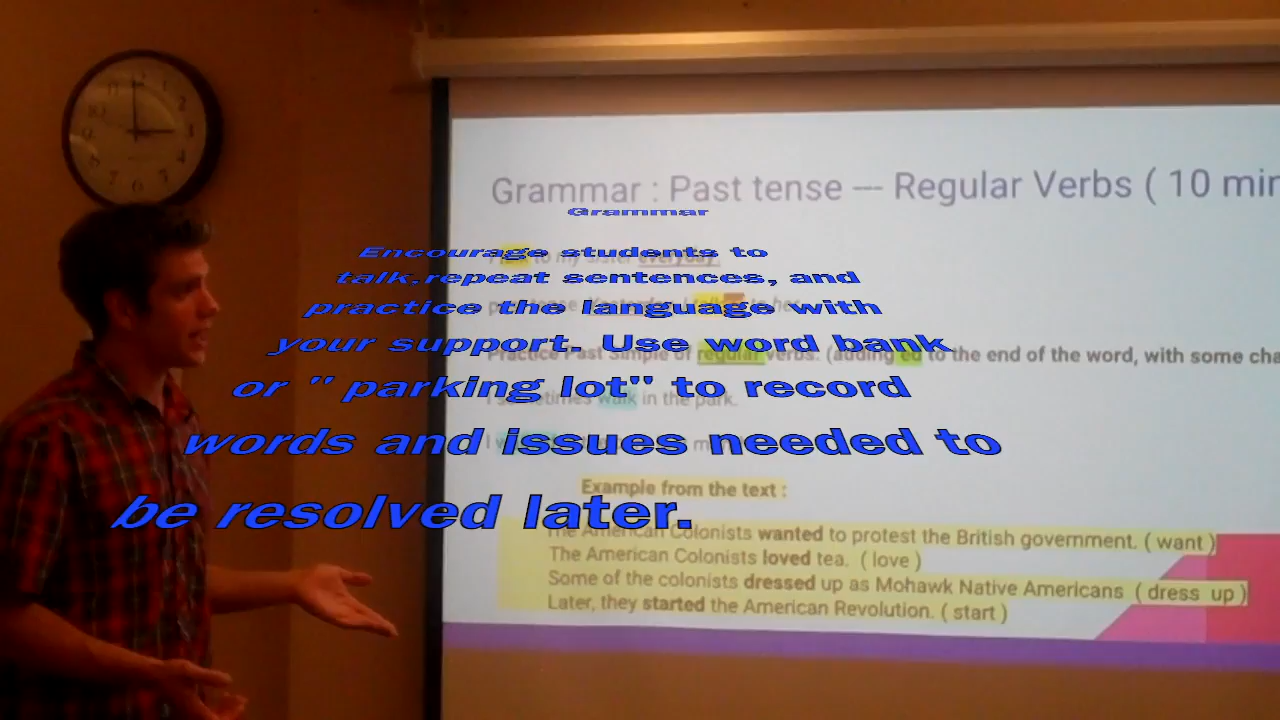 Grammar : Past tense — Regular Verbs ( 10 min
Grammar
to my sister everyday.
Encourage students to
talk.repeat sentences, and
practice the language with
your support. Use word bank
or " parking lot" to record
words and issues needed to
be resolved later.
Practice Past Simple of regular verbs. (adding ed to the end of the word, with some cha
I sometimes walk in the park.
Example from the text :
The American Colonists wanted to protest the British government. ( want )
The American Colonists loved tea. ( love )
Some of the colonists dressed up as Mohawk Native Americans ( dress up )
Later, they started the American Revolution. ( start )